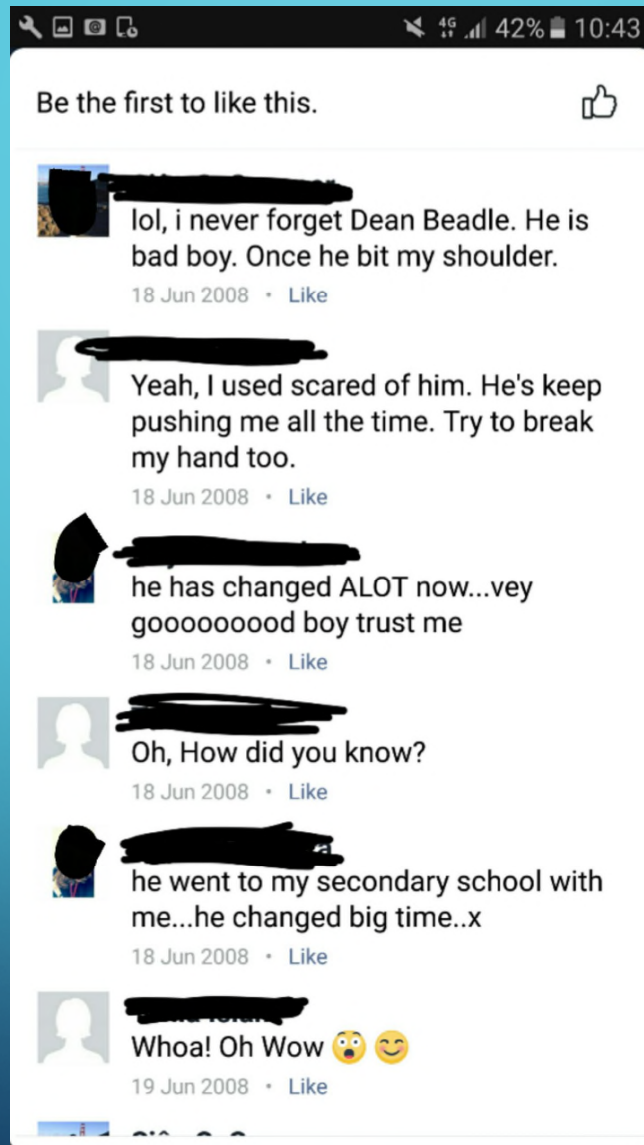 4G 42% 10:43
Be the first to like this.
lol, i never forget Dean Beadle. He is
bad boy. Once he bit my shoulder.
18 Jun 2008 • Like
Yeah, I used scared of him. He's keep
pushing me all the time. Try to break
my hand too.
18 Jun 2008 • Like
he has changed ALOT now...vey
gooooooood boy trust me
18 Jun 2008 • Like
Oh, How did you know?
18 Jun 2008 • Like
he went to my secondary school with
me...he changed big time..x
18 Jun 2008 • Like
Whoa! Oh Wow 😲 😊
19 Jun 2008 • Like